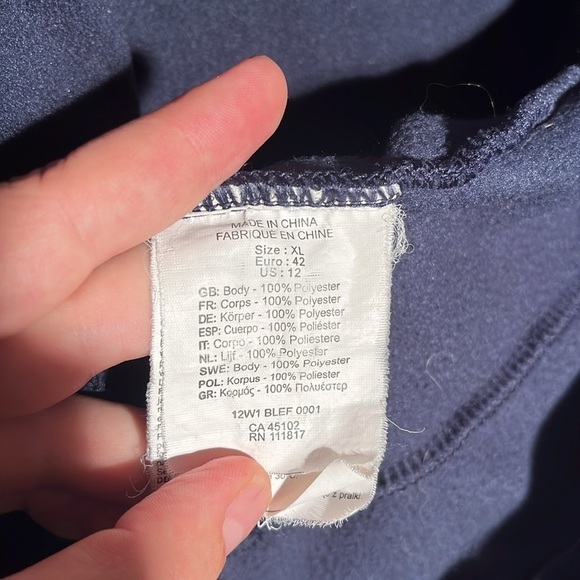 MADE IN CHINA
FABRIQUE EN CHINE
Size : XL
Euro : 42
US : 12
GB: Body - 100% Polyester
FR: Corps - 100% Polyester
DE: Körper - 100% Polyester
ESP: Cuerpo - 100% Poliéster
IT: Corpo - 100% Poliestere
NL: Lijf - 100% Polyester
SWE: Body - 100% Polyester
POL: Korpus - 100% Poliester
GR: Κορμός - 100% Πολυέστερ
12W1 BLEF 0001
CA 45102
RN 111817
z pralki